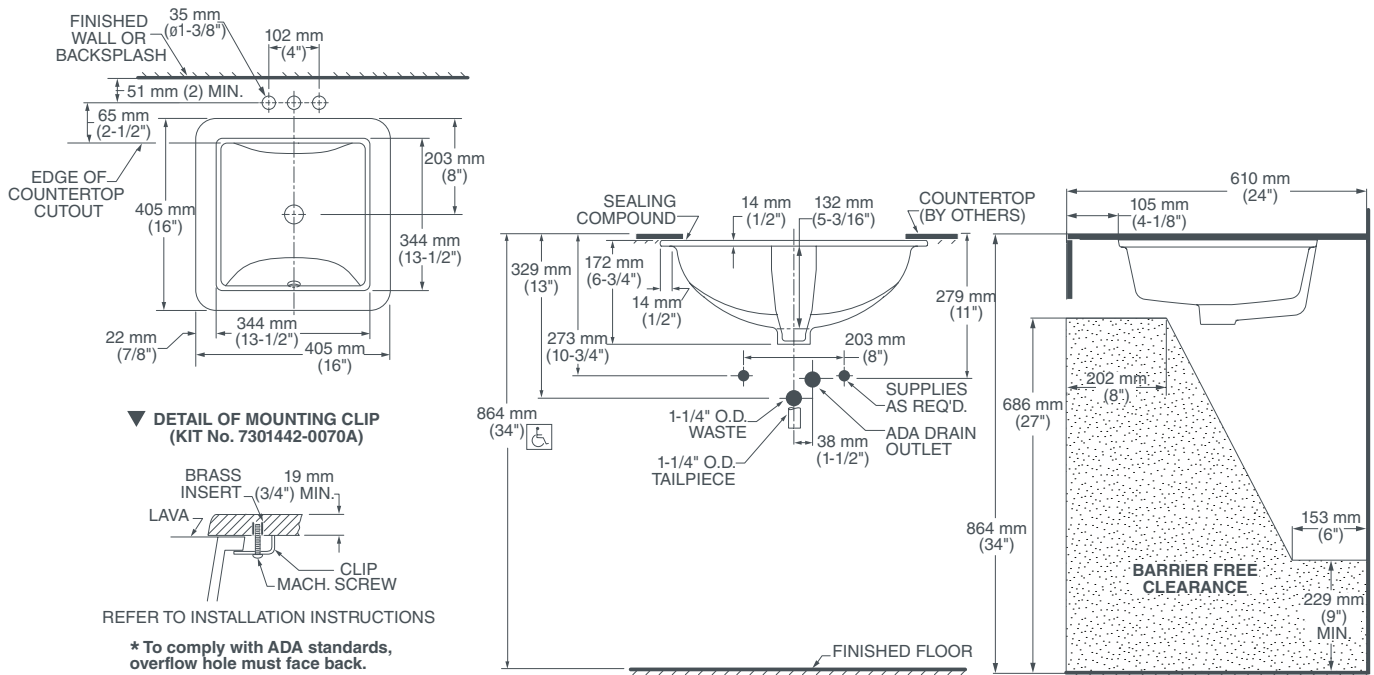 FINISHED
WALL OR
BACKSPLASH
35 mm
(ø1-3/8")
102 mm
(4")
51 mm (2) MIN.
65 mm
(2-1/2")
EDGE OF
COUNTERTOP
CUTOUT
405 mm
(16")
203 mm
(8")
344 mm
(13-1/2")
22 mm
(7/8")
344 mm
(13-1/2")
405 mm
(16")
▼ DETAIL OF MOUNTING CLIP
(KIT No. 7301442-0070A)
BRASS
INSERT
19 mm
(3/4") MIN.
LAVA
CLIP
MACH. SCREW
REFER TO INSTALLATION INSTRUCTIONS
* To comply with ADA standards,
overflow hole must face back.
SEALING
COMPOUND
14 mm
(1/2")
132 mm
(5-3/16")
COUNTERTOP
(BY OTHERS)
329 mm
(13")
172 mm
(6-3/4")
14 mm
(1/2")
279 mm
(11")
273 mm
(10-3/4")
203 mm
(8")
864 mm
(34")
1-1/4" O.D.
WASTE
1-1/4" O.D.
TAILPIECE
38 mm
(1-1/2")
SUPPLIES
AS REQ'D.
ADA DRAIN
OUTLET
FINISHED FLOOR
610 mm
(24")
105 mm
(4-1/8")
202 mm
(8")
686 mm
(27")
864 mm
(34")
153 mm
(6")
BARRIER FREE
CLEARANCE
229 mm
(9")
MIN.